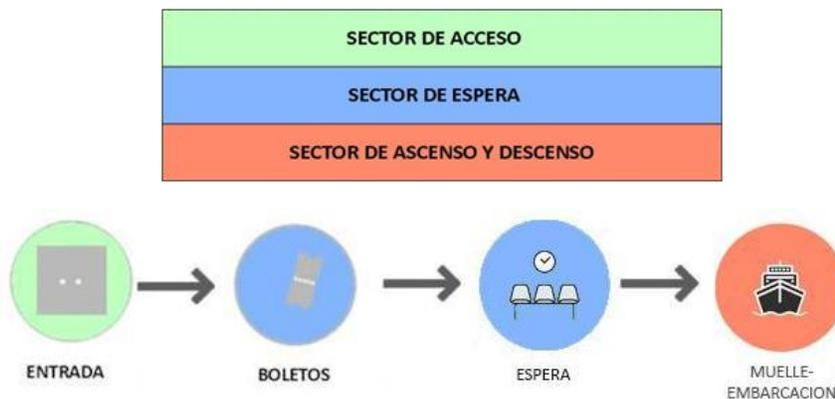 SECTOR DE ACCESO
SECTOR DE ESPERA
SECTOR DE ASCENSO Y DESCENSO
ENTRADA
BOLETOS
ESPERA
MUELLE-
EMBARCACION